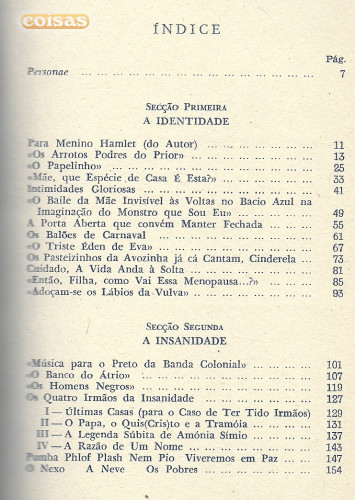 coisas
ÍNDICE
Pág.
Personae ... ... ... ... ... ... ... ... ... ... 7
SECÇÃO PRIMEIRA
A IDENTIDADE
Para Menino Hamlet (do Autor) ... ... ... ... 11
«Os Arrotos Podres do Prior» ... ... ... ... ... 13
«O Papelinho» ... ... ... ... ... ... ... ... 25
«Mãe, que Espécie de Casa É Esta?» ... ... ... 33
Intimidades Gloriosas ... ... ... ... ... ... ... 41
«O Baile da Mãe Invisível às Voltas no Bacio Azul na
Imaginação do Monstro que Sou Eu» ... ... ... 49
A Porta Aberta que convém Manter Fechada ... ... 55
Os Balões de Carnaval ... ... ... ... ... ... 61
«O Triste Éden de Eva» ... ... ... ... ... ... 67
Os Pasteizinhos da Avozinha já cá Cantam, Cinderela ... 73
Cuidado, A Vida Anda à Solta ... ... ... ... ... 81
«Então, Filha, como Vai Essa Menopausa...?» ... ... 85
«Adoçam-se os Lábios da Vulva» ... ... ... ... 93
SECÇÃO SEGUNDA
A INSANIDADE
«Música para o Preto da Banda Colonial» ... ... ... 101
«O Banco do Átrio» ... ... ... ... ... ... ... 107
«Os Homens Negros» ... ... ... ... ... ... ... 119
Os Quatro Irmãos da Insanidade ... ... ... ... 127
I — Últimas Casas (para o Caso de Ter Tido Irmãos) 129
II — O Papa, o Quis(Cris)to e a Tramóia ... ... 131
III — A Legenda Súbita de Amónia Símio ... ... 137
IV — A Razão de Um Nome ... ... ... ... ... 143
Pumba Phlof Plash Nem Pio Viveremos em Paz ... 147
O Nexo A Neve Os Pobres ... ... ... ... ... 154